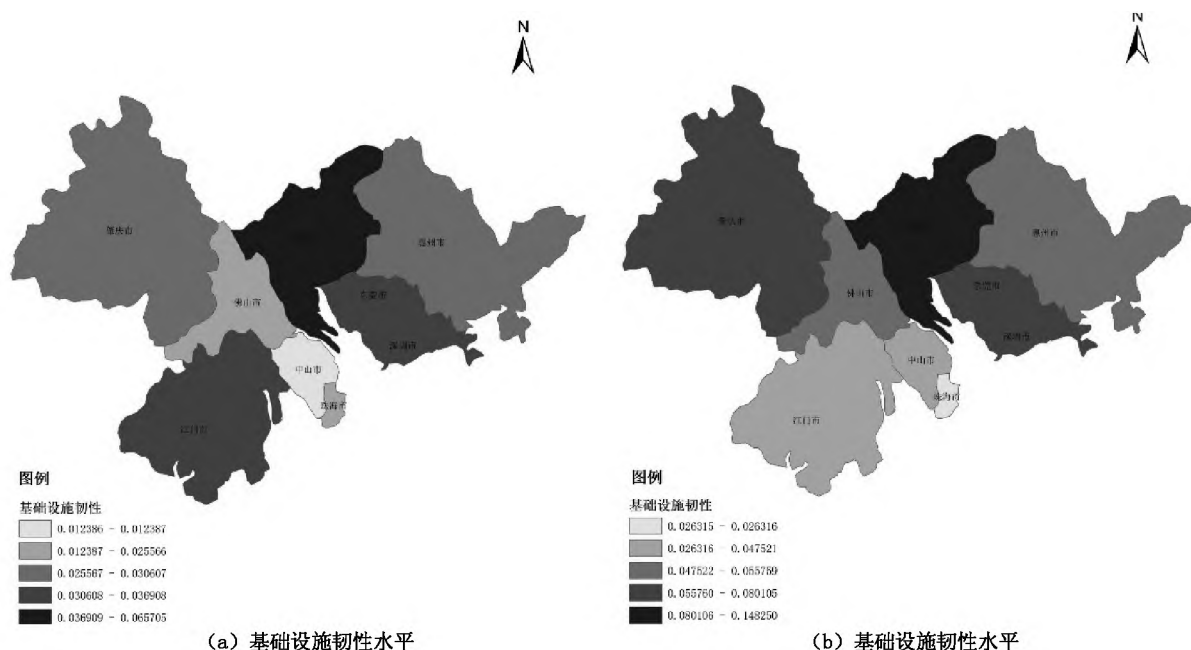 N
肇庆市
惠州市
佛山市
东莞市
深圳市
中山市
珠海市
江门市
图例
基础设施韧性
0.012386 - 0.012387
0.012387 - 0.025566
0.025567 - 0.030607
0.030608 - 0.036908
0.036909 - 0.065705
(a) 基础设施韧性水平
N
肇庆市
惠州市
佛山市
东莞市
深圳市
中山市
珠海市
江门市
图例
基础设施韧性
0.026315 - 0.026316
0.026316 - 0.047521
0.047522 - 0.055759
0.055760 - 0.080105
0.080106 - 0.148250
(b) 基础设施韧性水平